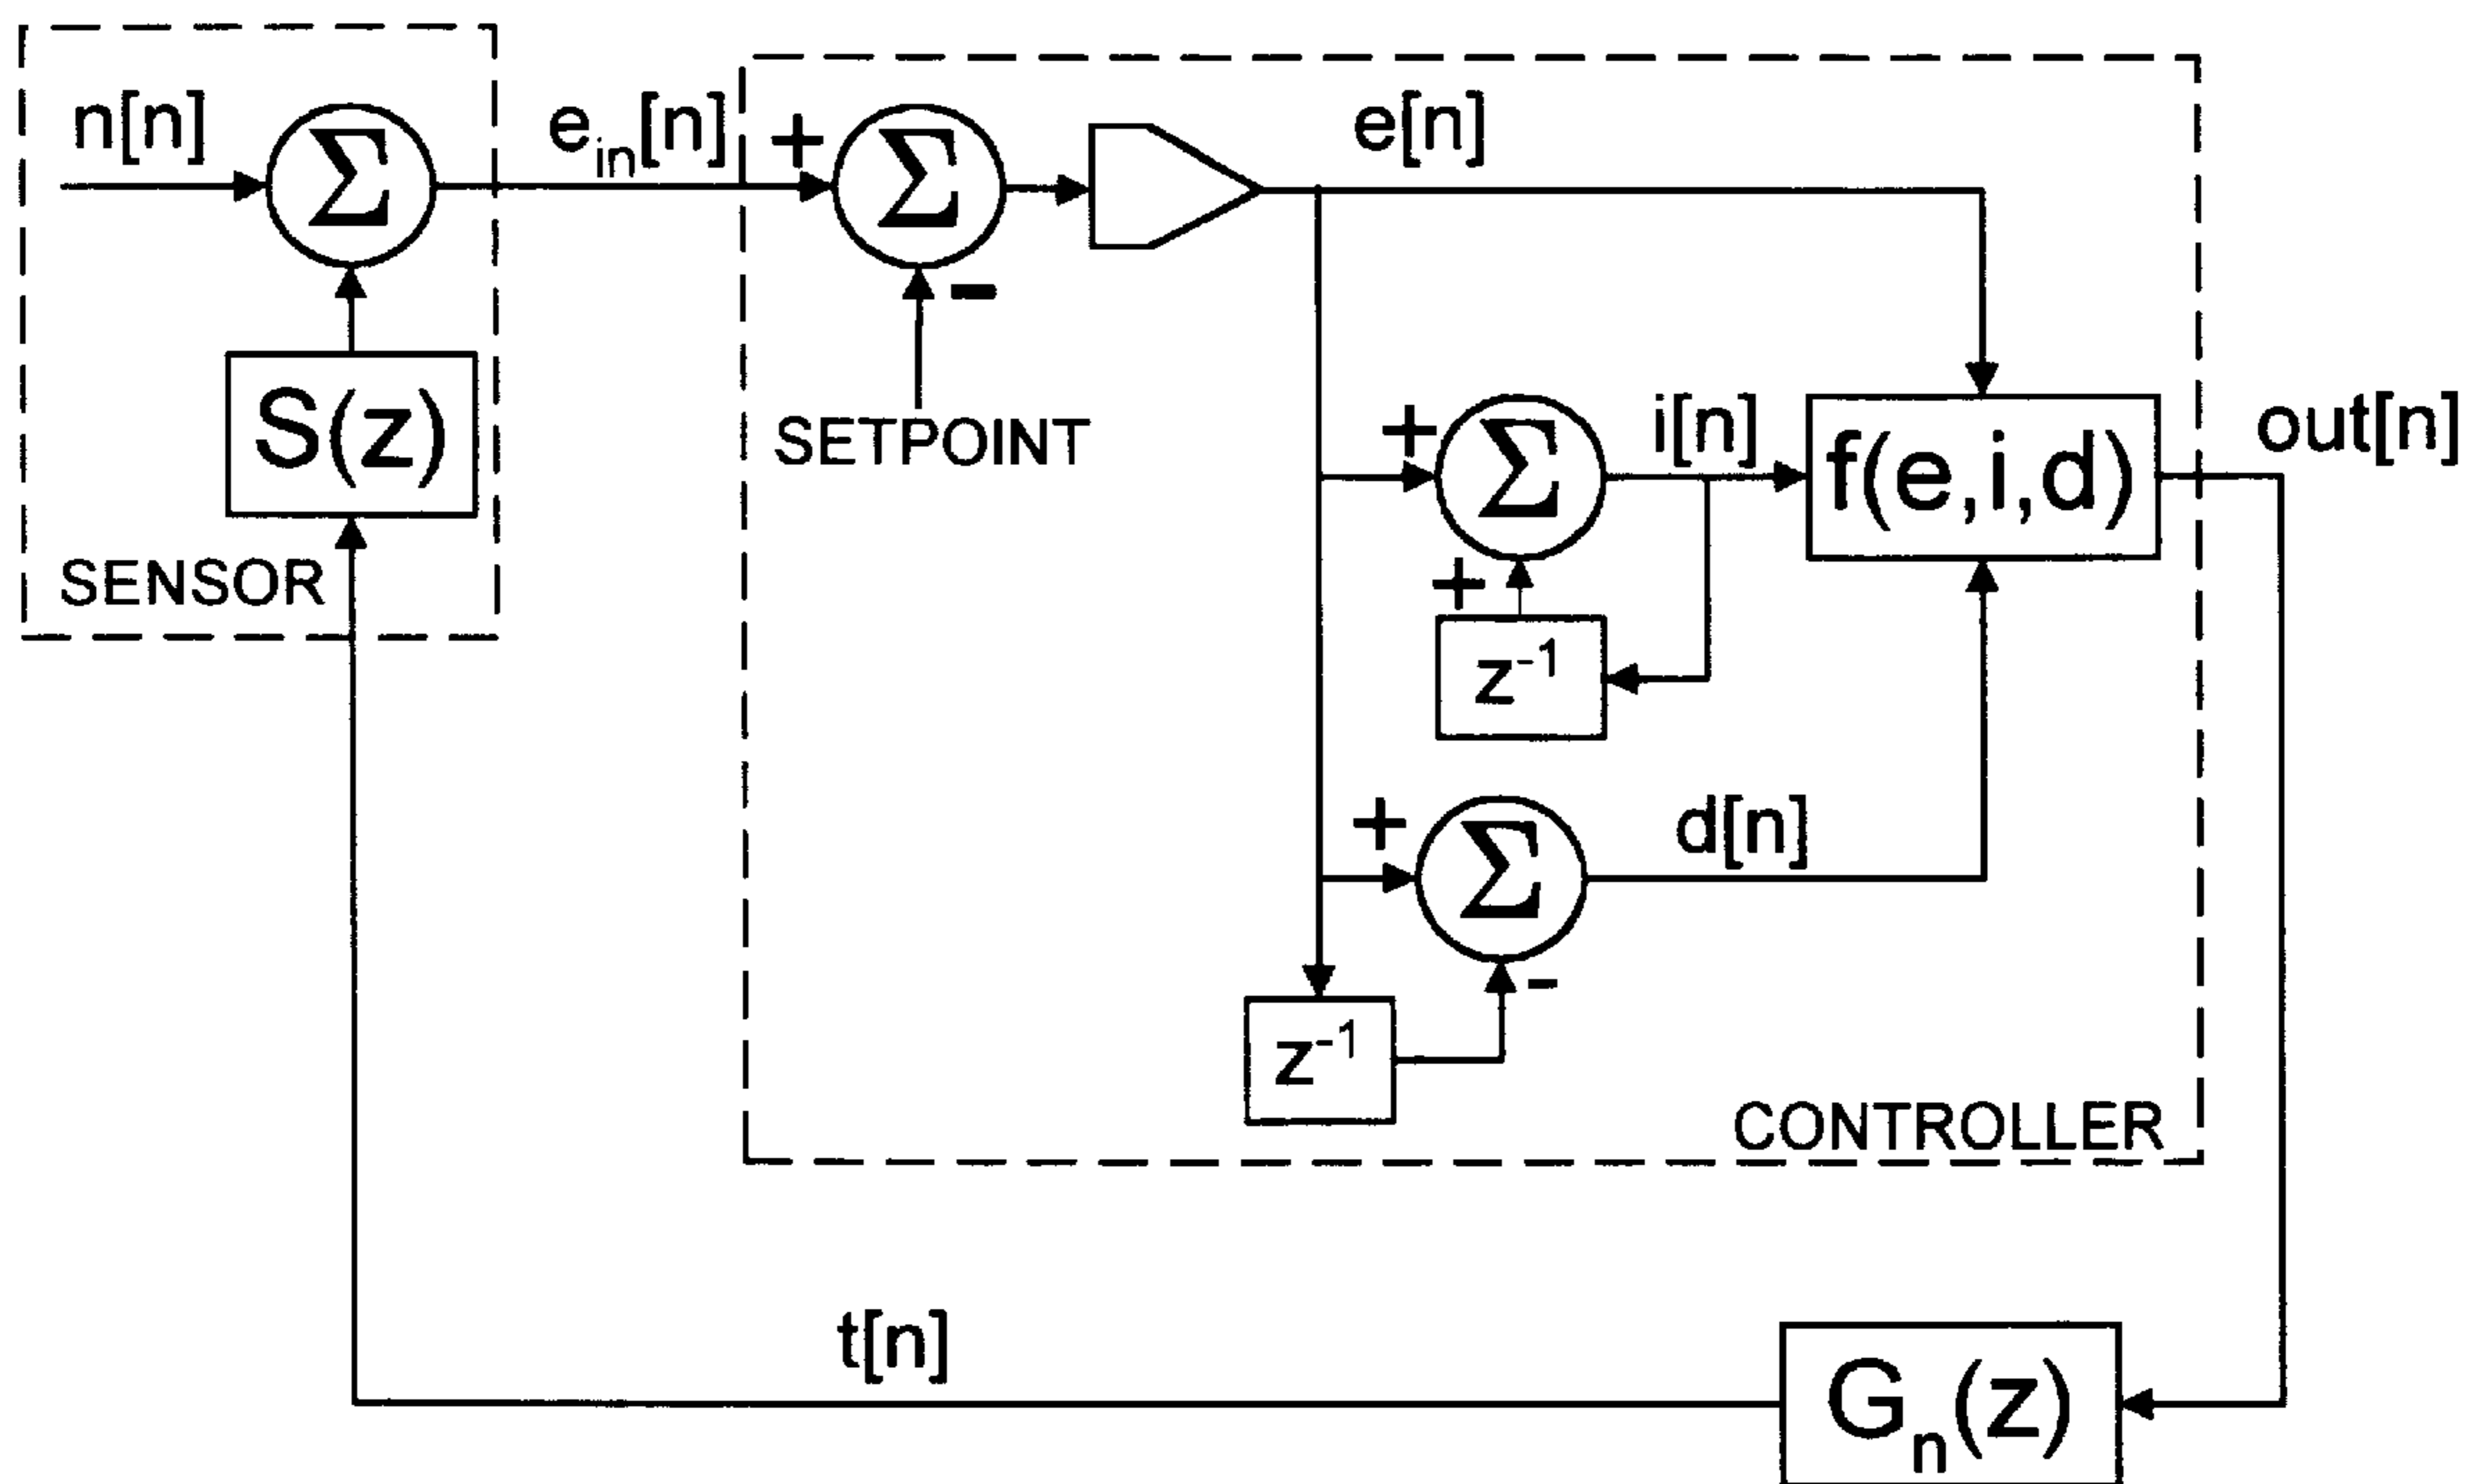 n[n]
Σ
e_in[n]
+
Σ
-
SETPOINT
e[n]
S(z)
SENSOR
+
Σ
+
i[n]
f(e,i,d)
out[n]
z⁻¹
+
Σ
-
d[n]
z⁻¹
CONTROLLER
t[n]
G_n(z)